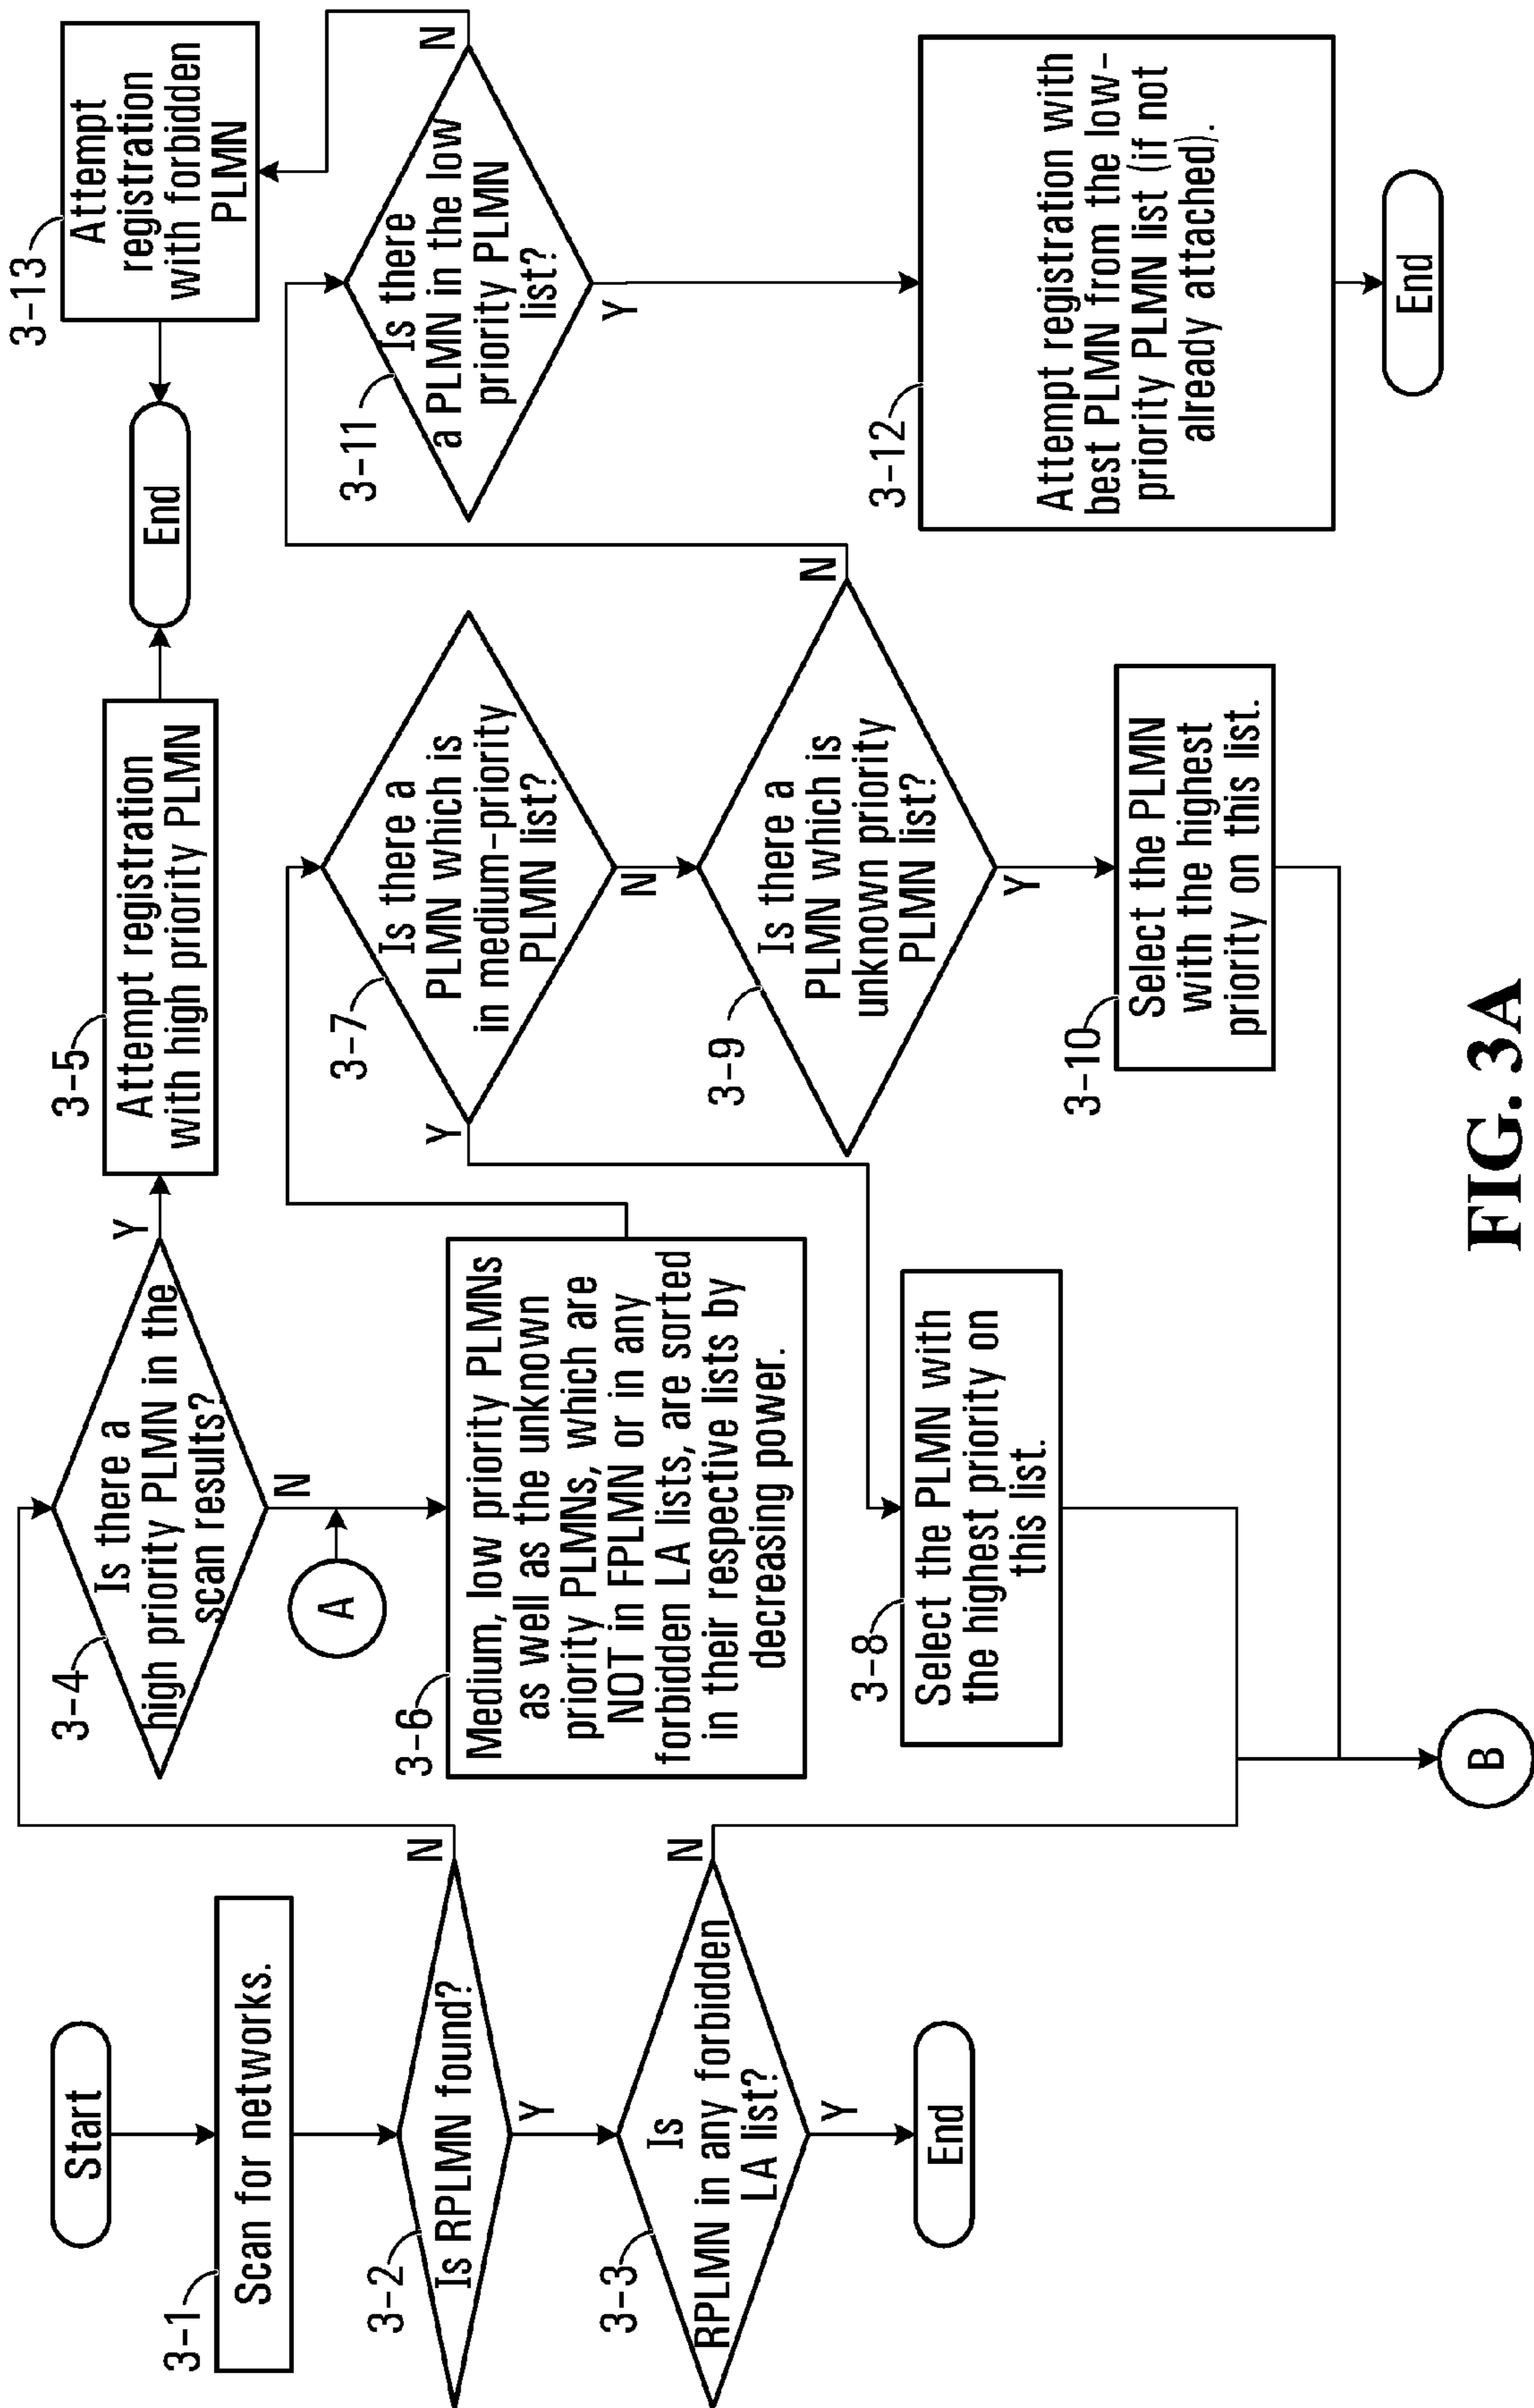 Start
3-1
Scan for networks.
3-2
Is RPLMN found?
N
Y
3-3
Is
RPLMN in any forbidden
LA list?
N
Y
End
3-4
Is there a
high priority PLMN in the
scan results?
Y
N
A
3-5
Attempt registration
with high priority PLMN
End
3-6
Medium, low priority PLMNs
as well as the unknown
priority PLMNs, which are
NOT in FPLMN or in any
forbidden LA lists, are sorted
in their respective lists by
decreasing power.
3-7
Is there a
PLMN which is
in medium-priority
PLMN list?
Y
N
3-8
Select the PLMN with
the highest priority on
this list.
3-9
Is there a
PLMN which is
unknown priority
PLMN list?
N
Y
3-10
Select the PLMN
with the highest
priority on this list.
B
3-11
Is there
a PLMN in the low
priority PLMN
list?
N
Y
3-12
Attempt registration with
best PLMN from the low-
priority PLMN list (if not
already attached).
End
3-13
Attempt
registration
with forbidden
PLMN
FIG. 3A